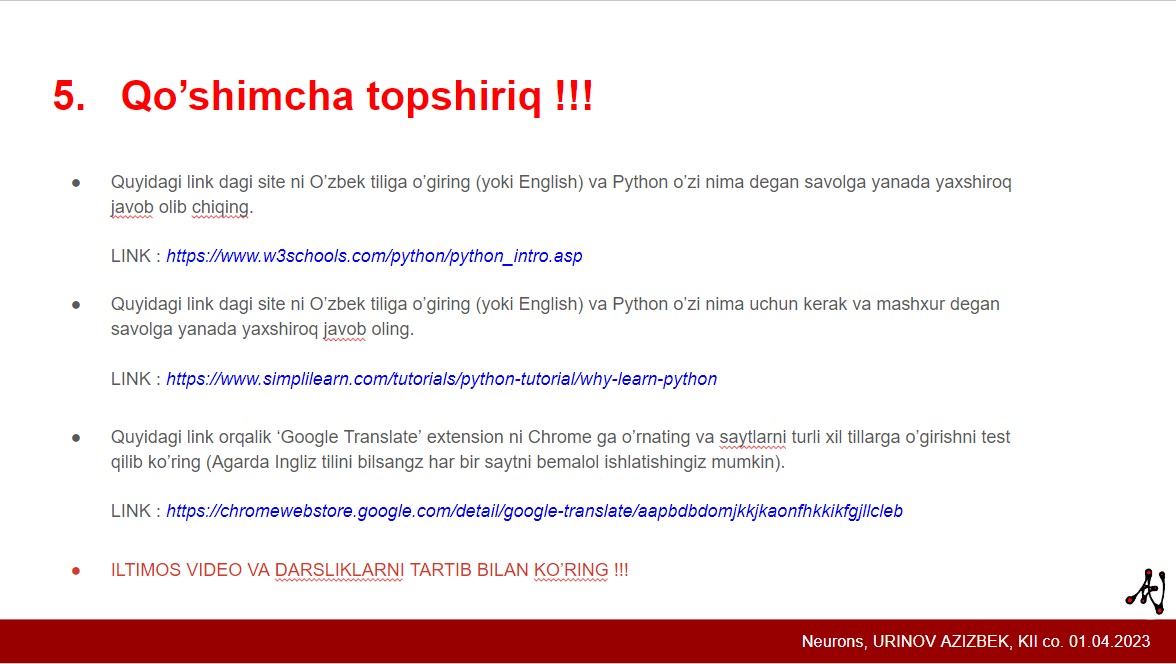 5. Qo’shimcha topshiriq !!!
● Quyidagi link dagi site ni O’zbek tiliga o’giring (yoki English) va Python o’zi nima degan savolga yanada yaxshiroq
javob olib chiqing.
LINK : https://www.w3schools.com/python/python_intro.asp
● Quyidagi link dagi site ni O’zbek tiliga o’giring (yoki English) va Python o’zi nima uchun kerak va mashxur degan
savolga yanada yaxshiroq javob oling.
LINK : https://www.simplilearn.com/tutorials/python-tutorial/why-learn-python
● Quyidagi link orqalik ‘Google Translate’ extension ni Chrome ga o’rnating va saytlarni turli xil tillarga o’girishni test
qilib ko’ring (Agarda Ingliz tilini bilsangz har bir saytni bemalol ishlatishingiz mumkin).
LINK : https://chromewebstore.google.com/detail/google-translate/aapbdbdomjkkjkaonfhkkikfgjllcleb
● ILTIMOS VIDEO VA DARSLIKLARNI TARTIB BILAN KO’RING !!!
Neurons, URINOV AZIZBEK, KII co. 01.04.2023